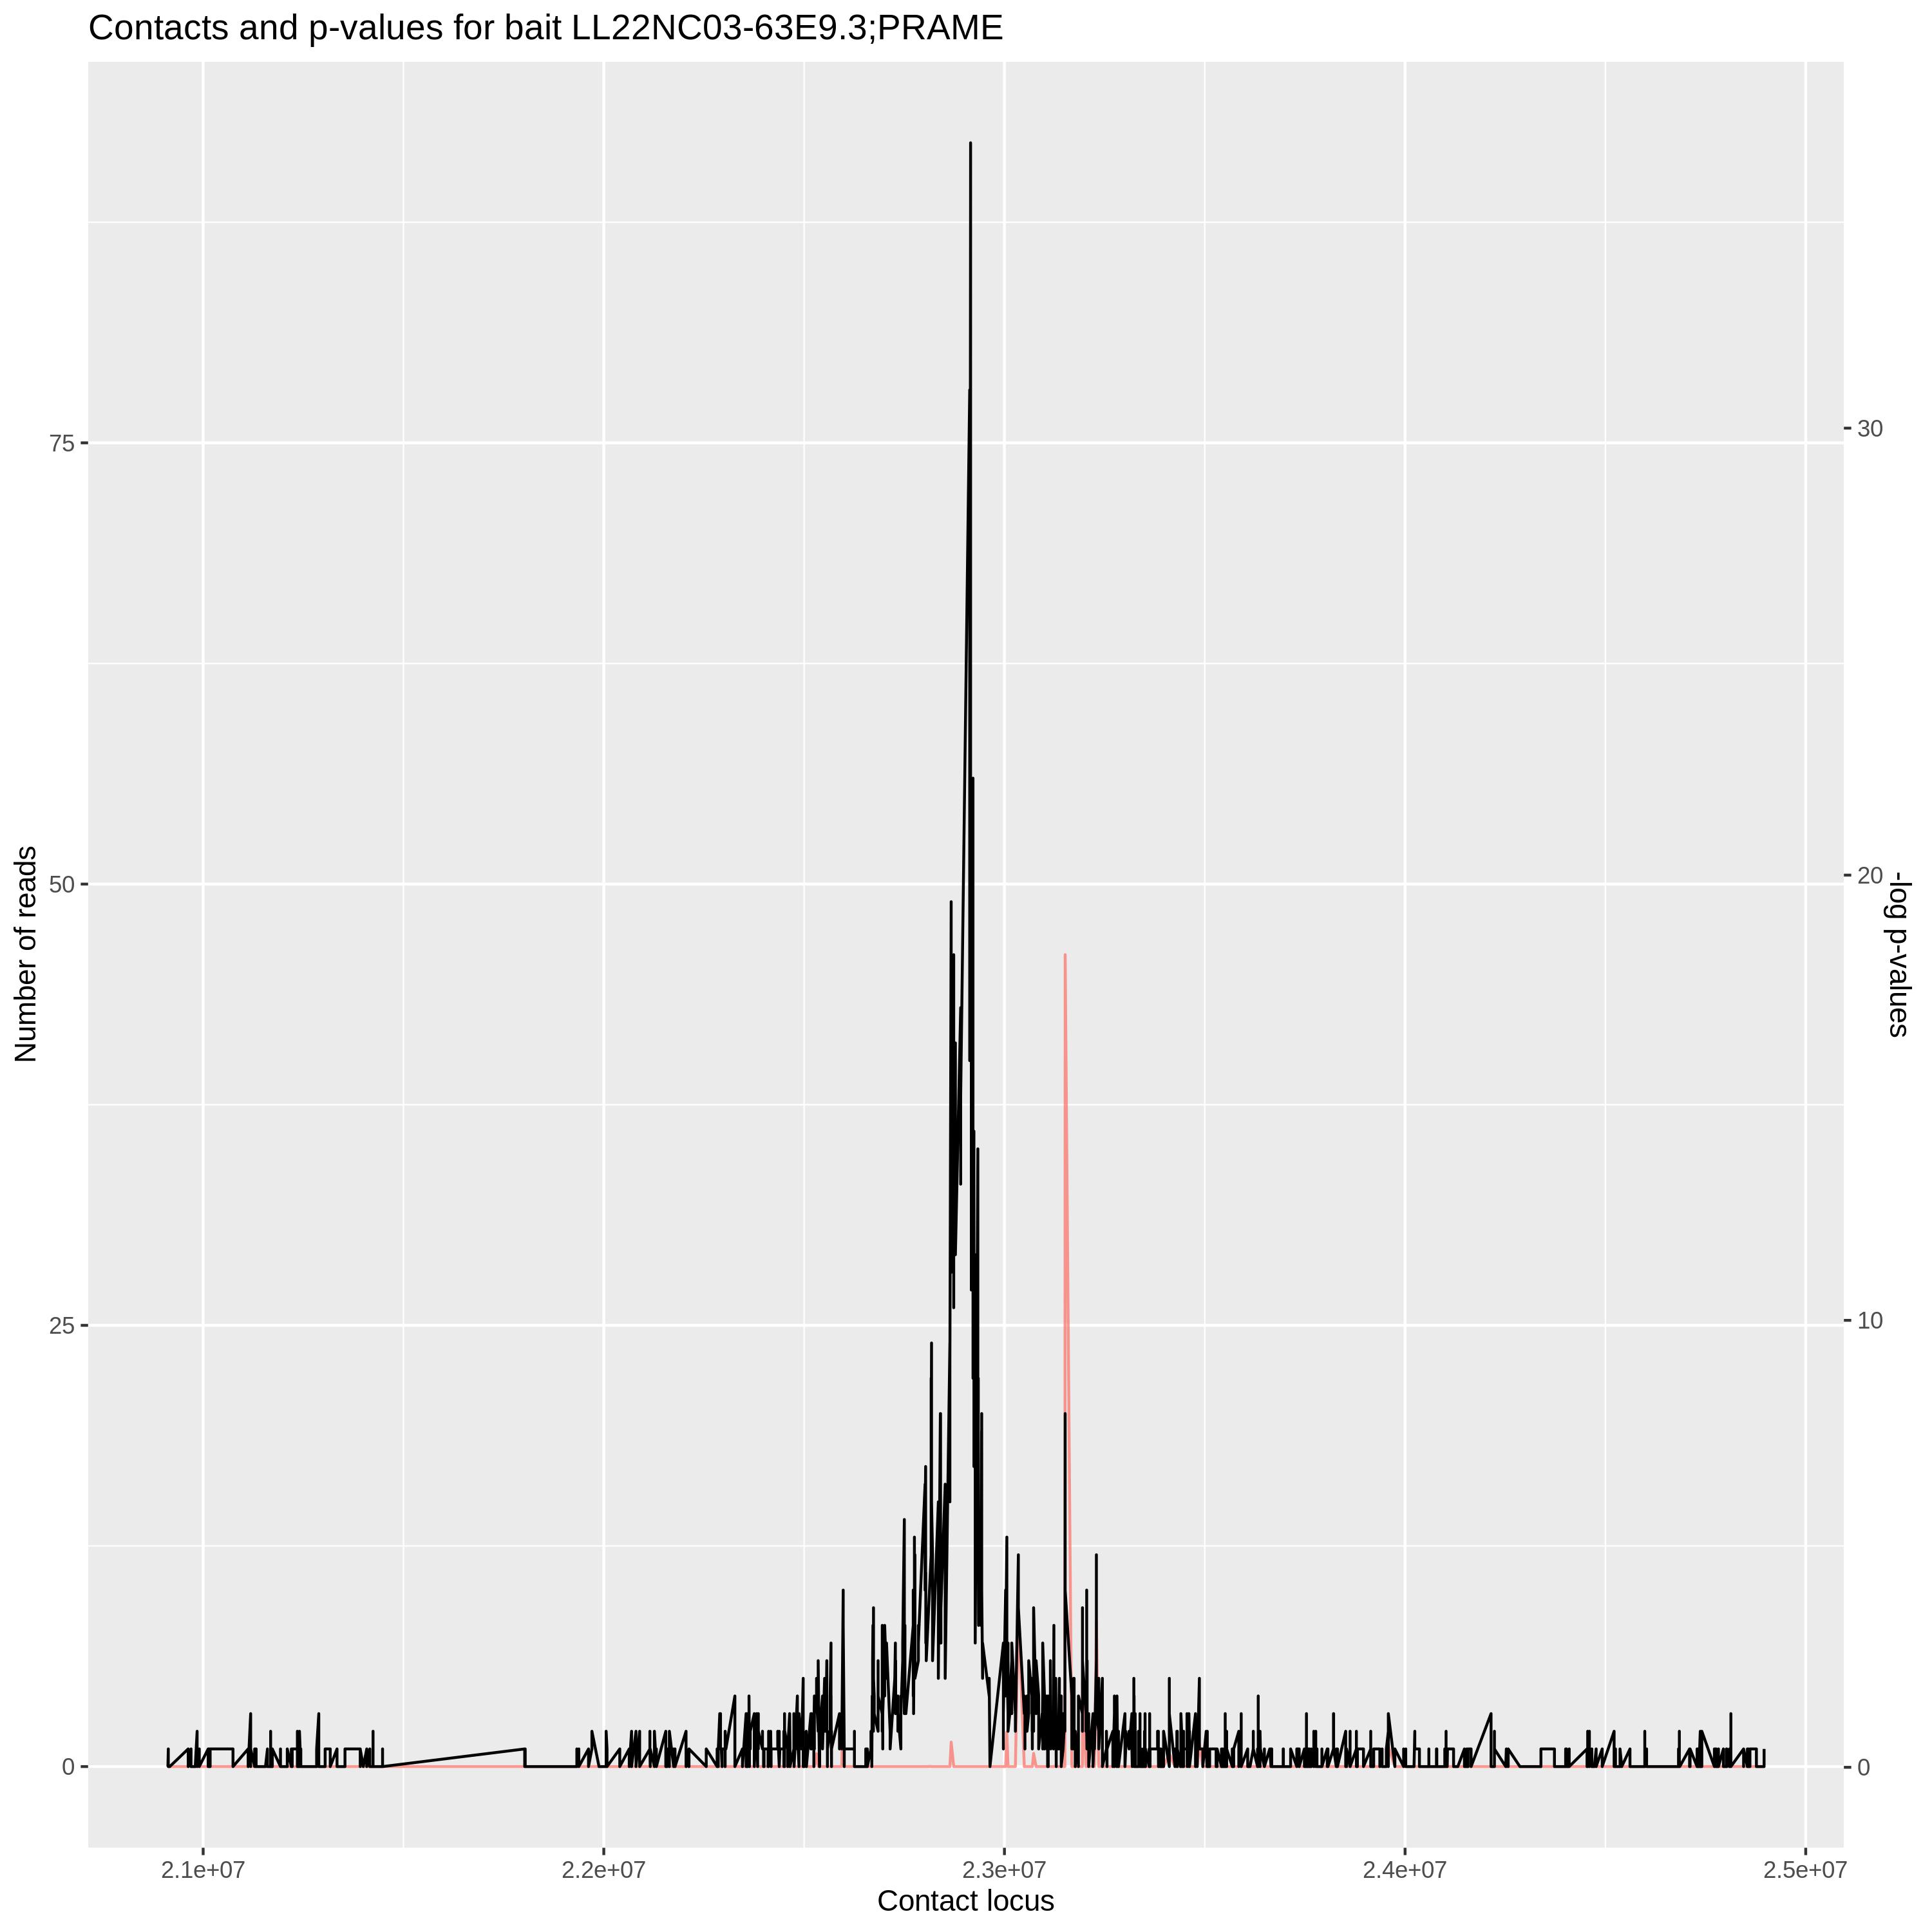 Contacts and p-values for bait LL22NC03-63E9.3;PRAME
Number of reads
75
50
25
0
30
20
10
0
-log p-values
2.1e+07
2.2e+07
2.3e+07
2.4e+07
2.5e+07
Contact locus